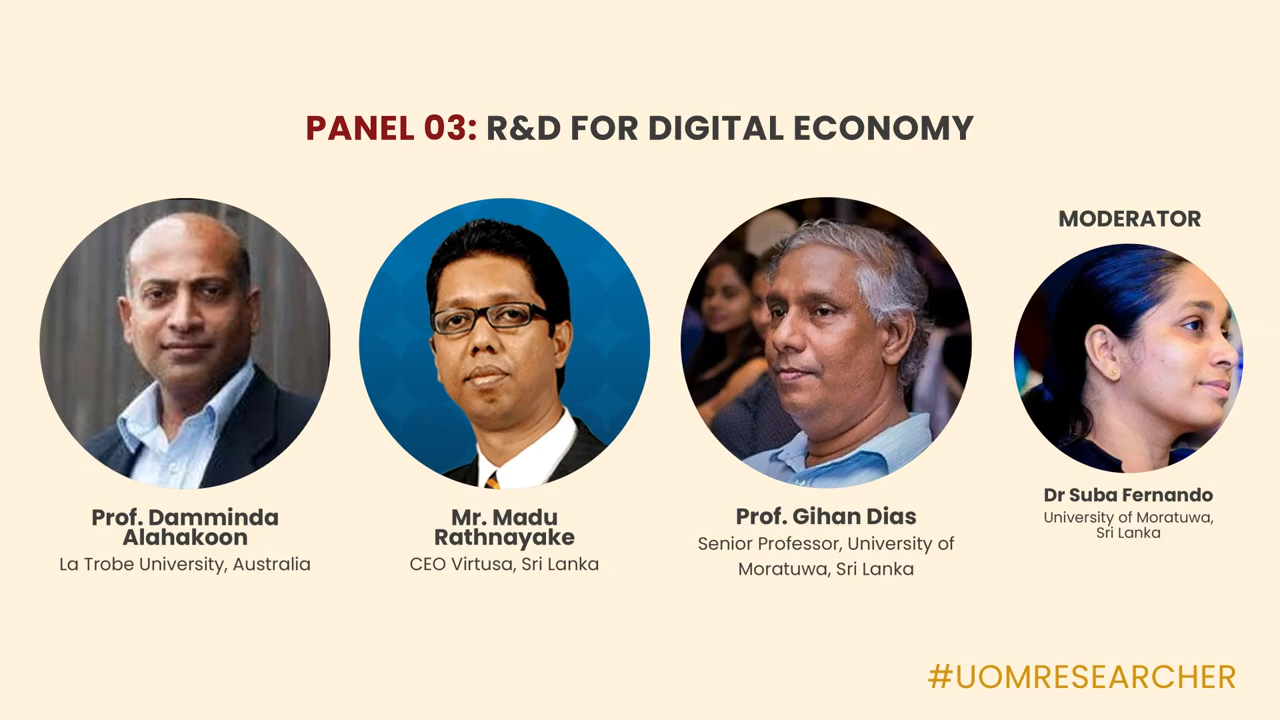 PANEL 03: R&D FOR DIGITAL ECONOMY
Prof. Damminda
Alahakoon
La Trobe University, Australia
Mr. Madu
Rathnayake
CEO Virtusa, Sri Lanka
Prof. Gihan Dias
Senior Professor, University of
Moratuwa, Sri Lanka
MODERATOR
Dr Suba Fernando
University of Moratuwa,
Sri Lanka
#UOMRESEARCHER